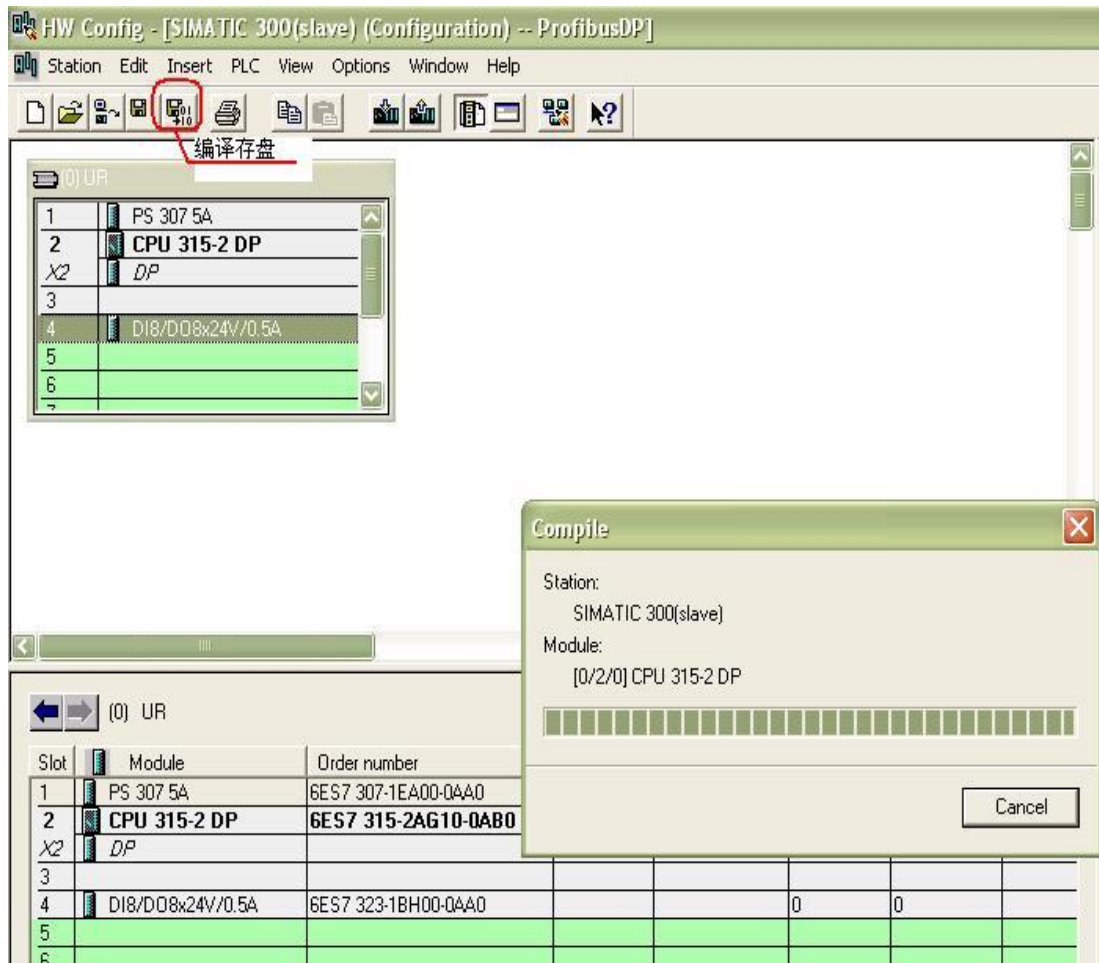 HW Config - [SIMATIC 300(slave) (Configuration) -- ProfibusDP]
Station Edit Insert PLC View Options Window Help
编译存盘
(0) UR
1 PS 307 5A
2 CPU 315-2 DP
X2 DP
3
4 DI8/DO8x24V/0.5A
5
6
7
Compile
Station:
SIMATIC 300(slave)
Module:
[0/2/0] CPU 315-2 DP
Cancel
(0) UR
Slot Module Order number
1 PS 307 5A 6ES7 307-1EA00-0AA0
2 CPU 315-2 DP 6ES7 315-2AG10-0AB0
X2 DP
3
4 DI8/DO8x24V/0.5A 6ES7 323-1BH00-0AA0 0 0
5
6